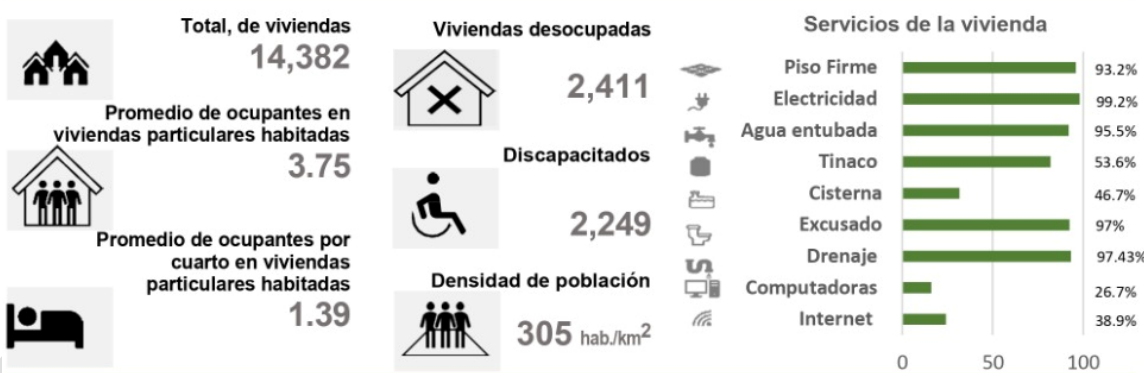 Total, de viviendas
14,382
Promedio de ocupantes en
viviendas particulares habitadas
3.75
Promedio de ocupantes por
cuarto en viviendas
particulares habitadas
1.39
Viviendas desocupadas
2,411
Discapacitados
2,249
Densidad de población
305 hab./km²
Servicios de la vivienda
Piso Firme 93.2%
Electricidad 99.2%
Agua entubada 95.5%
Tinaco 53.6%
Cisterna 46.7%
Excusado 97%
Drenaje 97.43%
Computadoras 26.7%
Internet 38.9%
0 50 100